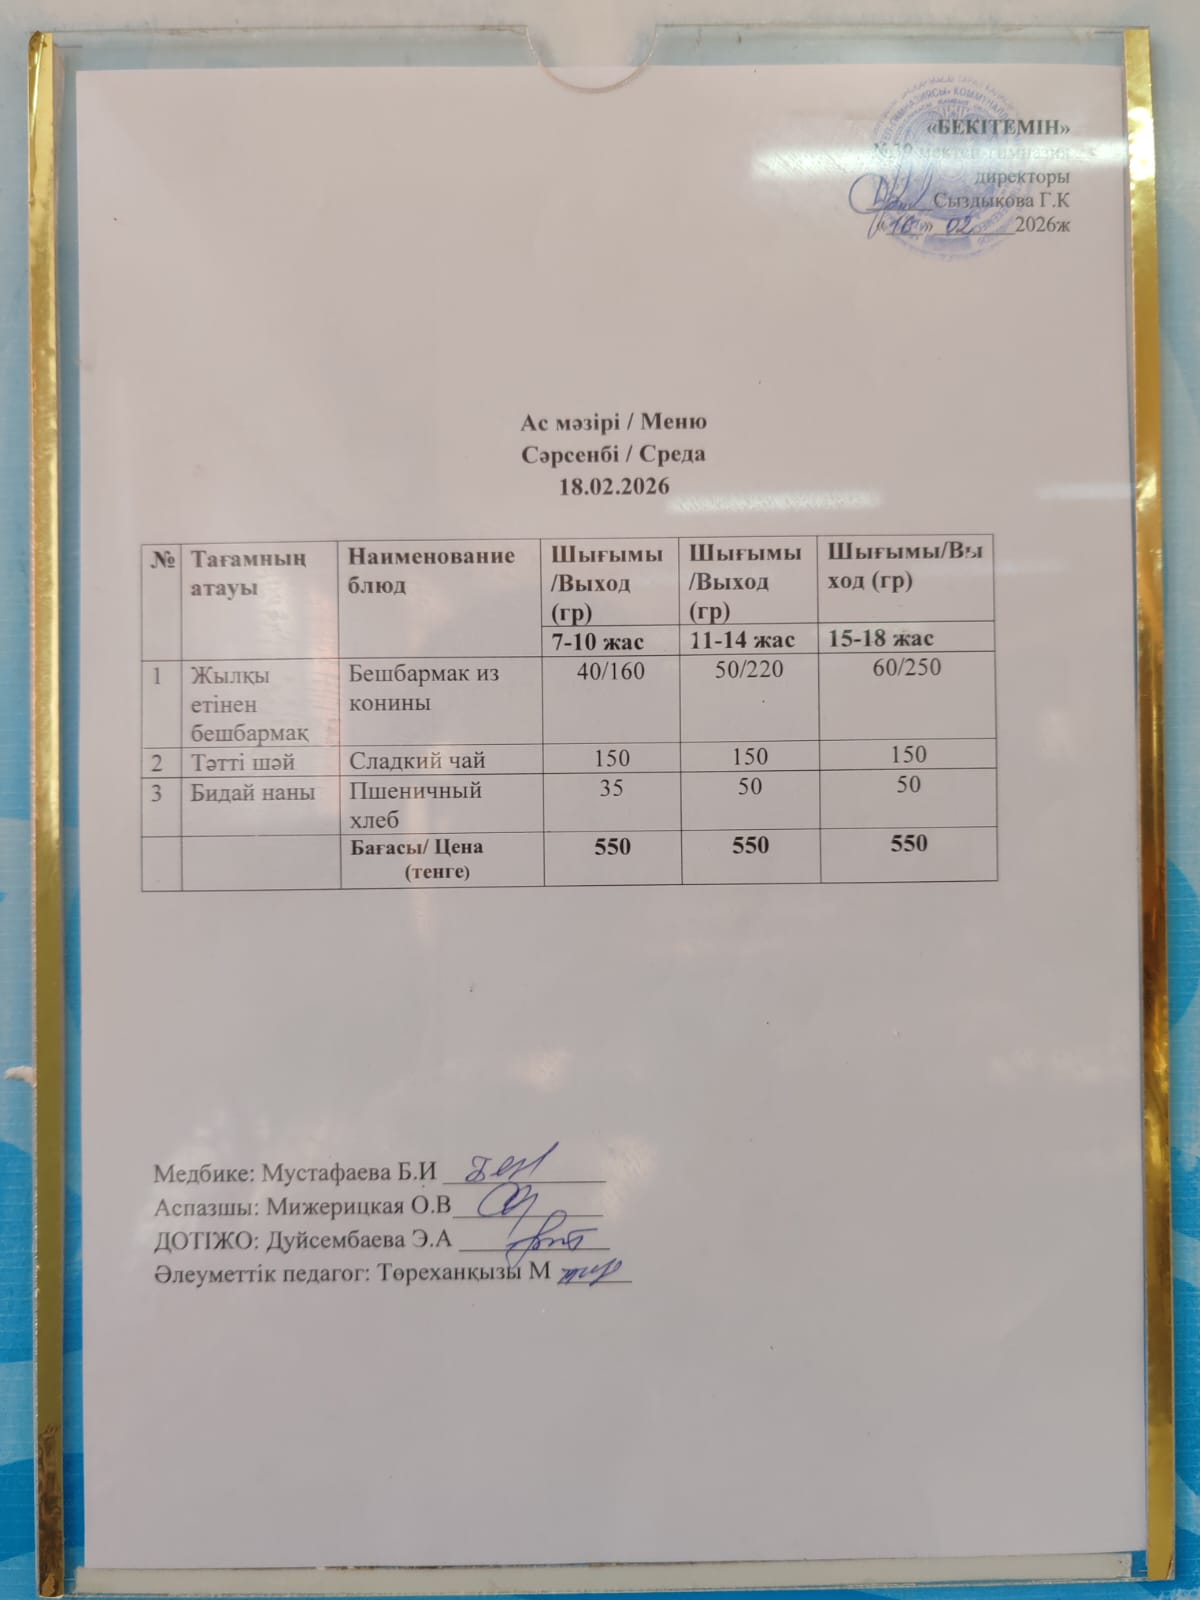 «БЕКІТЕМІН»
мектеп-гимназия
директоры
Сыздыкова Г.К
« » 02 2026ж
Ас мәзірі / Меню
Сәрсенбі / Среда
18.02.2026
№ Тағамның атауы Наименование блюд Шығымы /Выход (гр) Шығымы /Выход (гр) Шығымы/Выход (гр)
7-10 жас 11-14 жас 15-18 жас
1 Жылқы етінен бешбармақ Бешбармак из конины 40/160 50/220 60/250
2 Тәтті шәй Сладкий чай 150 150 150
3 Бидай наны Пшеничный хлеб 35 50 50
Бағасы/ Цена (тенге) 550 550 550
Медбике: Мустафаева Б.И
Аспазшы: Мижерицкая О.В
ДОТІЖО: Дуйсембаева Э.А
Әлеуметтік педагог: Төреханқызы М